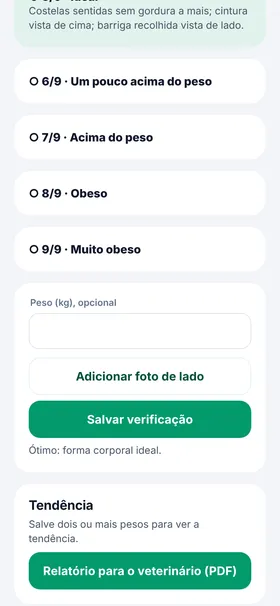 Costelas sentidas sem gordura a mais; cintura
vista de cima; barriga recolhida vista de lado.
6/9 · Um pouco acima do peso
7/9 · Acima do peso
8/9 · Obeso
9/9 · Muito obeso
Peso (kg), opcional
Adicionar foto de lado
Salvar verificação
Ótimo: forma corporal ideal.
Tendência
Salve dois ou mais pesos para ver a
tendência.
Relatório para o veterinário (PDF)